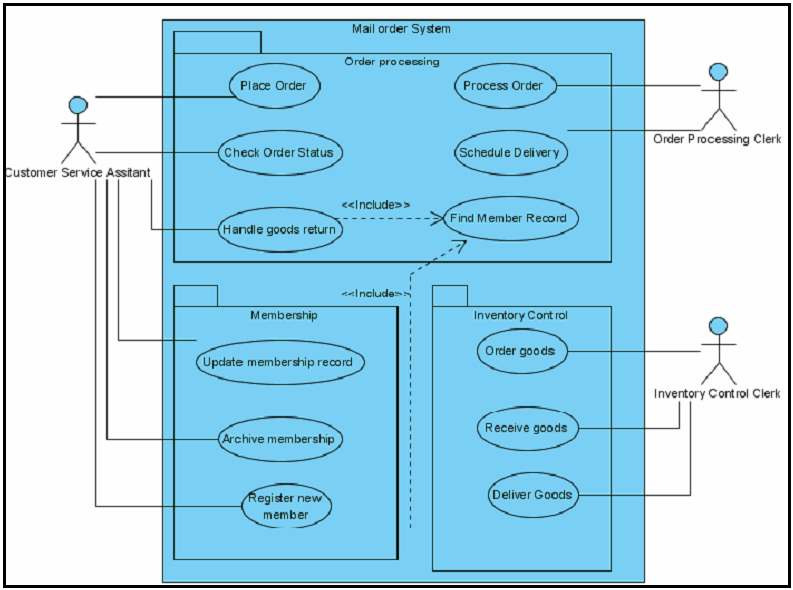 Mail order System
Order processing
Place Order
Process Order
Check Order Status
Schedule Delivery
Order Processing Clerk
Customer Service Assitant
<<Include>>
Handle goods return
Find Member Record
<<Include>>
Membership
Inventory Control
Update membership record
Order goods
Inventory Control Clerk
Archive membership
Receive goods
Register new
member
Deliver Goods